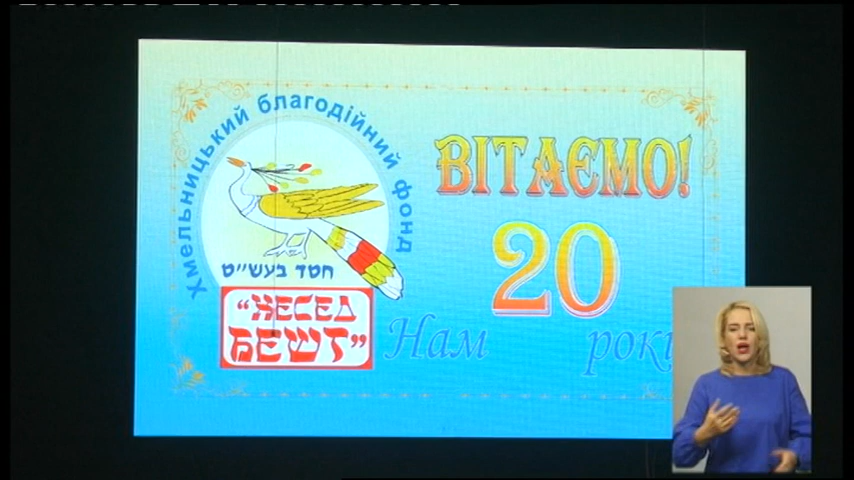 Хмельницький благодійний фонд
חסד בעש"ט
"ХЕСЕД
БЕШТ"
ВІТАЄМО!
20
Нам
рокі